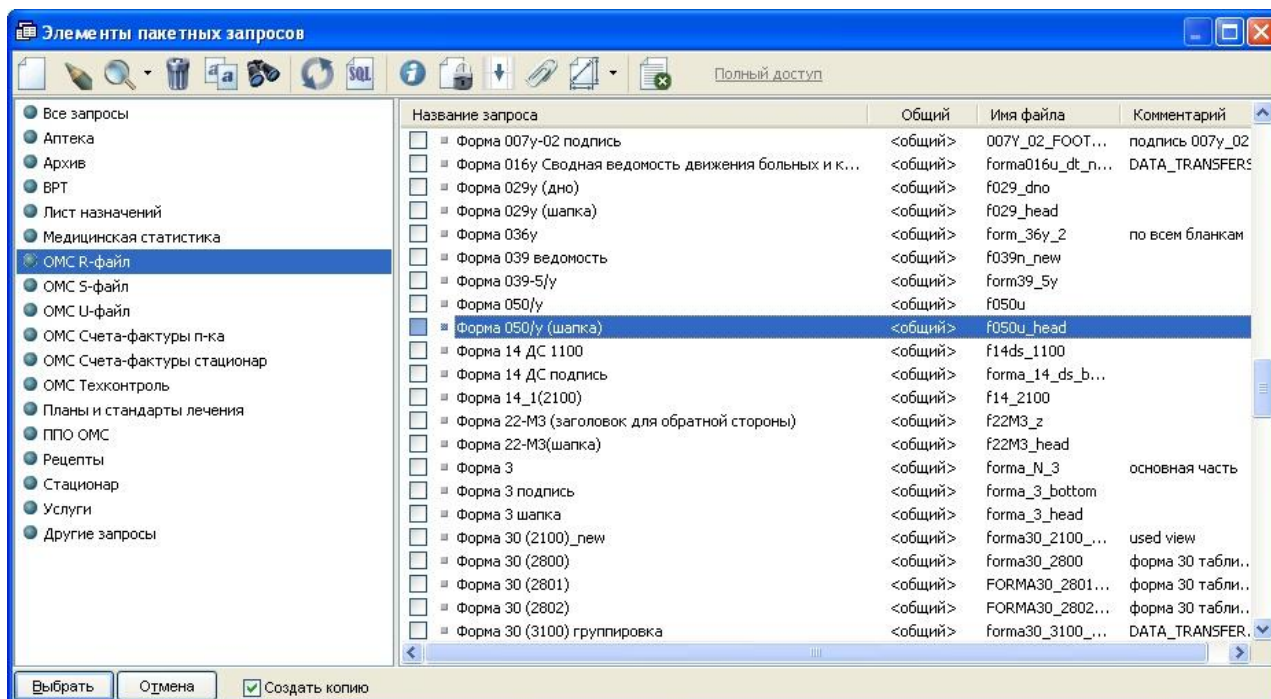 Элементы пакетных запросов
SQL Полный доступ
Все запросы
Аптека
Архив
ВРТ
Лист назначений
Медицинская статистика
ОМС R-файл
ОМС S-файл
ОМС U-файл
ОМС Счета-фактуры п-ка
ОМС Счета-фактуры стационар
ОМС Техконтроль
Планы и стандарты лечения
ППО ОМС
Рецепты
Стационар
Услуги
Другие запросы
Название запроса Общий Имя файла Комментарий
Форма 007у-02 подпись <общий> 007Y_02_FOOT... подпись 007у_02
Форма 016у Сводная ведомость движения больных и к... <общий> forma016u_dt_n... DATA_TRANSFERS
Форма 029у (дно) <общий> f029_dno
Форма 029у (шапка) <общий> f029_head
Форма 036у <общий> form_36y_2 по всем бланкам
Форма 039 ведомость <общий> f039n_new
Форма 039-5/у <общий> form39_5y
Форма 050/у <общий> f050u
Форма 050/у (шапка) <общий> f050u_head
Форма 14 ДС 1100 <общий> f14ds_1100
Форма 14 ДС подпись <общий> forma_14_ds_b...
Форма 14_1(2100) <общий> f14_2100
Форма 22-МЗ (заголовок для обратной стороны) <общий> f22M3_z
Форма 22-МЗ(шапка) <общий> f22M3_head
Форма 3 <общий> forma_N_3 основная часть
Форма 3 подпись <общий> forma_3_bottom
Форма 3 шапка <общий> forma_3_head
Форма 30 (2100)_new <общий> forma30_2100_... used view
Форма 30 (2800) <общий> forma30_2800 форма 30 табли..
Форма 30 (2801) <общий> FORMA30_2801... форма 30 табли..
Форма 30 (2802) <общий> FORMA30_2802... форма 30 табли..
Форма 30 (3100) группировка <общий> forma30_3100_... DATA_TRANSFER.
Выбрать Отмена Создать копию